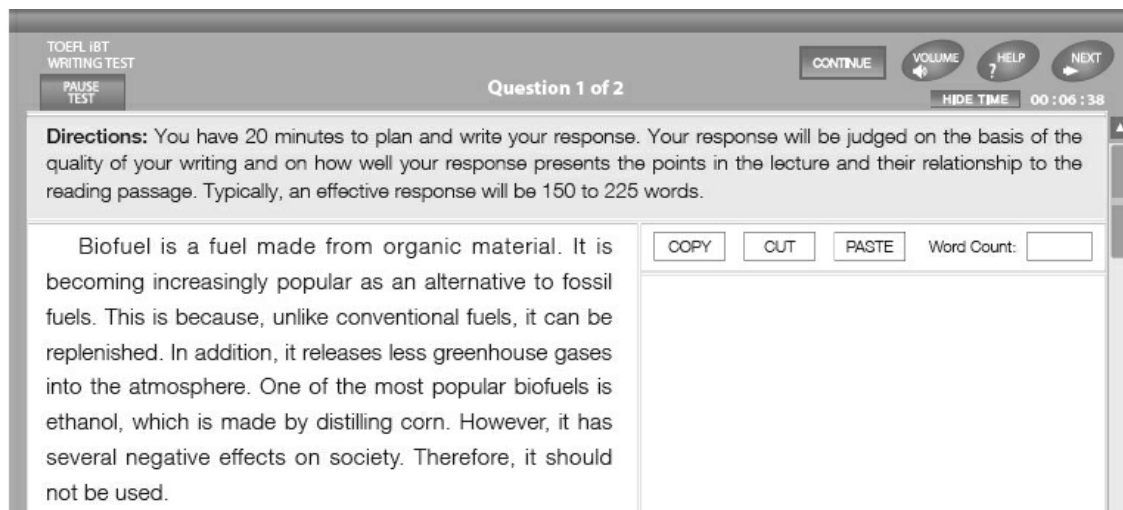 TOEFL iBT
WRITING TEST
PAUSE
TEST
Question 1 of 2
CONTINUE
VOLUME
HELP
?
NEXT
HIDE TIME 00:06:38
Directions: You have 20 minutes to plan and write your response. Your response will be judged on the basis of the
quality of your writing and on how well your response presents the points in the lecture and their relationship to the
reading passage. Typically, an effective response will be 150 to 225 words.
Biofuel is a fuel made from organic material. It is
becoming increasingly popular as an alternative to fossil
fuels. This is because, unlike conventional fuels, it can be
replenished. In addition, it releases less greenhouse gases
into the atmosphere. One of the most popular biofuels is
ethanol, which is made by distilling corn. However, it has
several negative effects on society. Therefore, it should
not be used.
COPY CUT PASTE Word Count: